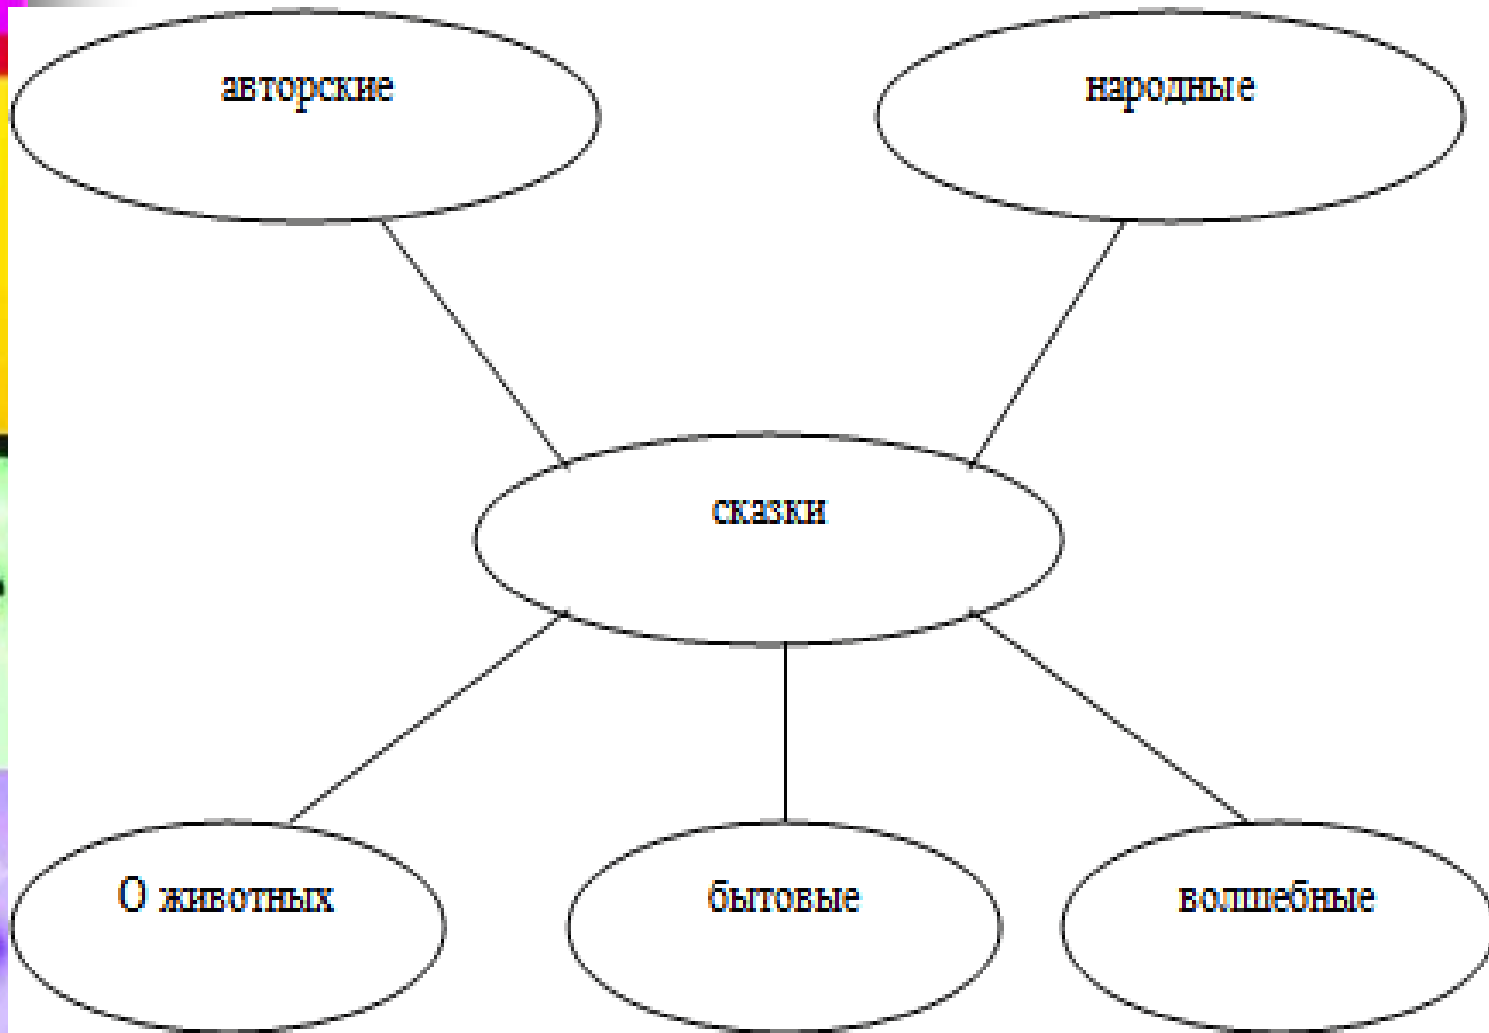 авторские
народные
сказки
О животных
бытовые
волшебные